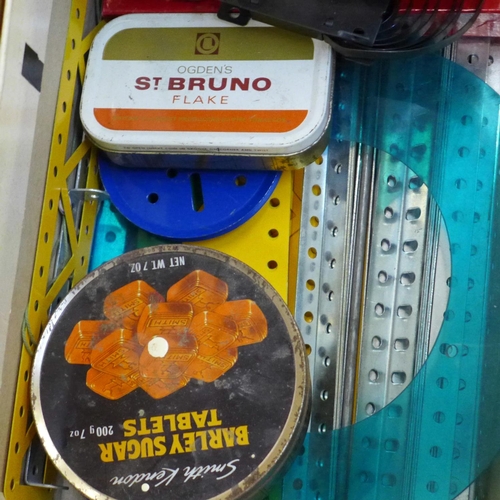 OGDEN'S
ST BRUNO
FLAKE
Smith Kendon
BARLEY SUGAR
TABLETS
200g 7oz
NET WT. 7 OZ